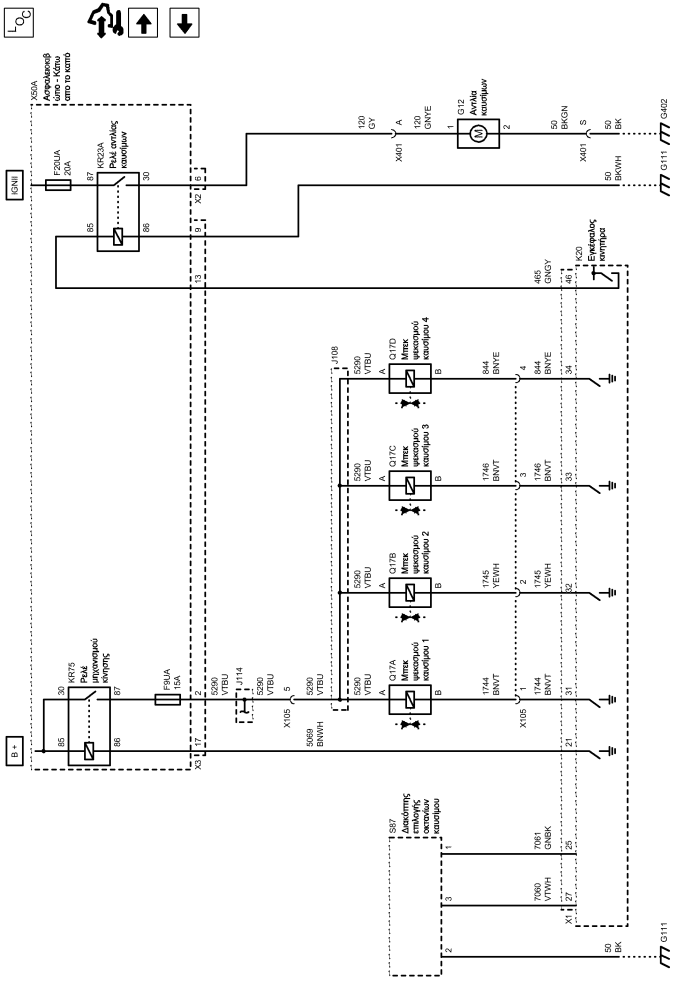 LOC
X50A
Ασφαλειοκιβ
ώτιο - Κάτω
από το καπό
B +
IGNII
KR75
Ρελέ
μηχανισμού
κίνησης
30
87
85
86
F9UA
15A
F20UA
20A
KR23A
Ρελέ αντλίας
καυσίμων
87
30
85
86
X3
17
2
13
9
X2
6
5290
VTBU
J114
5290
VTBU
X105
5
5290
VTBU
5069
BNWH
J108
5290
VTBU
A
Q17A
Μπεκ
ψεκασμού
καυσίμου 1
B
1744
BNVT
X105
1
1744
BNVT
31
5290
VTBU
A
Q17B
Μπεκ
ψεκασμού
καυσίμου 2
B
1745
YEWH
2
1745
YEWH
32
5290
VTBU
A
Q17C
Μπεκ
ψεκασμού
καυσίμου 3
B
1746
BNVT
3
1746
BNVT
33
5290
VTBU
A
Q17D
Μπεκ
ψεκασμού
καυσίμου 4
B
844
BNYE
4
844
BNYE
34
465
GNGY
46
K20
Εγκέφαλος
κινητήρα
120
GY
X401
A
120
GNYE
1
G12
Αντλία
καυσίμων
M
2
50
BKGN
X401
S
50
BK
G402
50
BKWH
G111
S87
Διακόπτης
επιλογής
οκτανίων
καυσίμου
2
3
1
7060
VTWH
7061
GNBK
X1
27
25
21
50
BK
G111